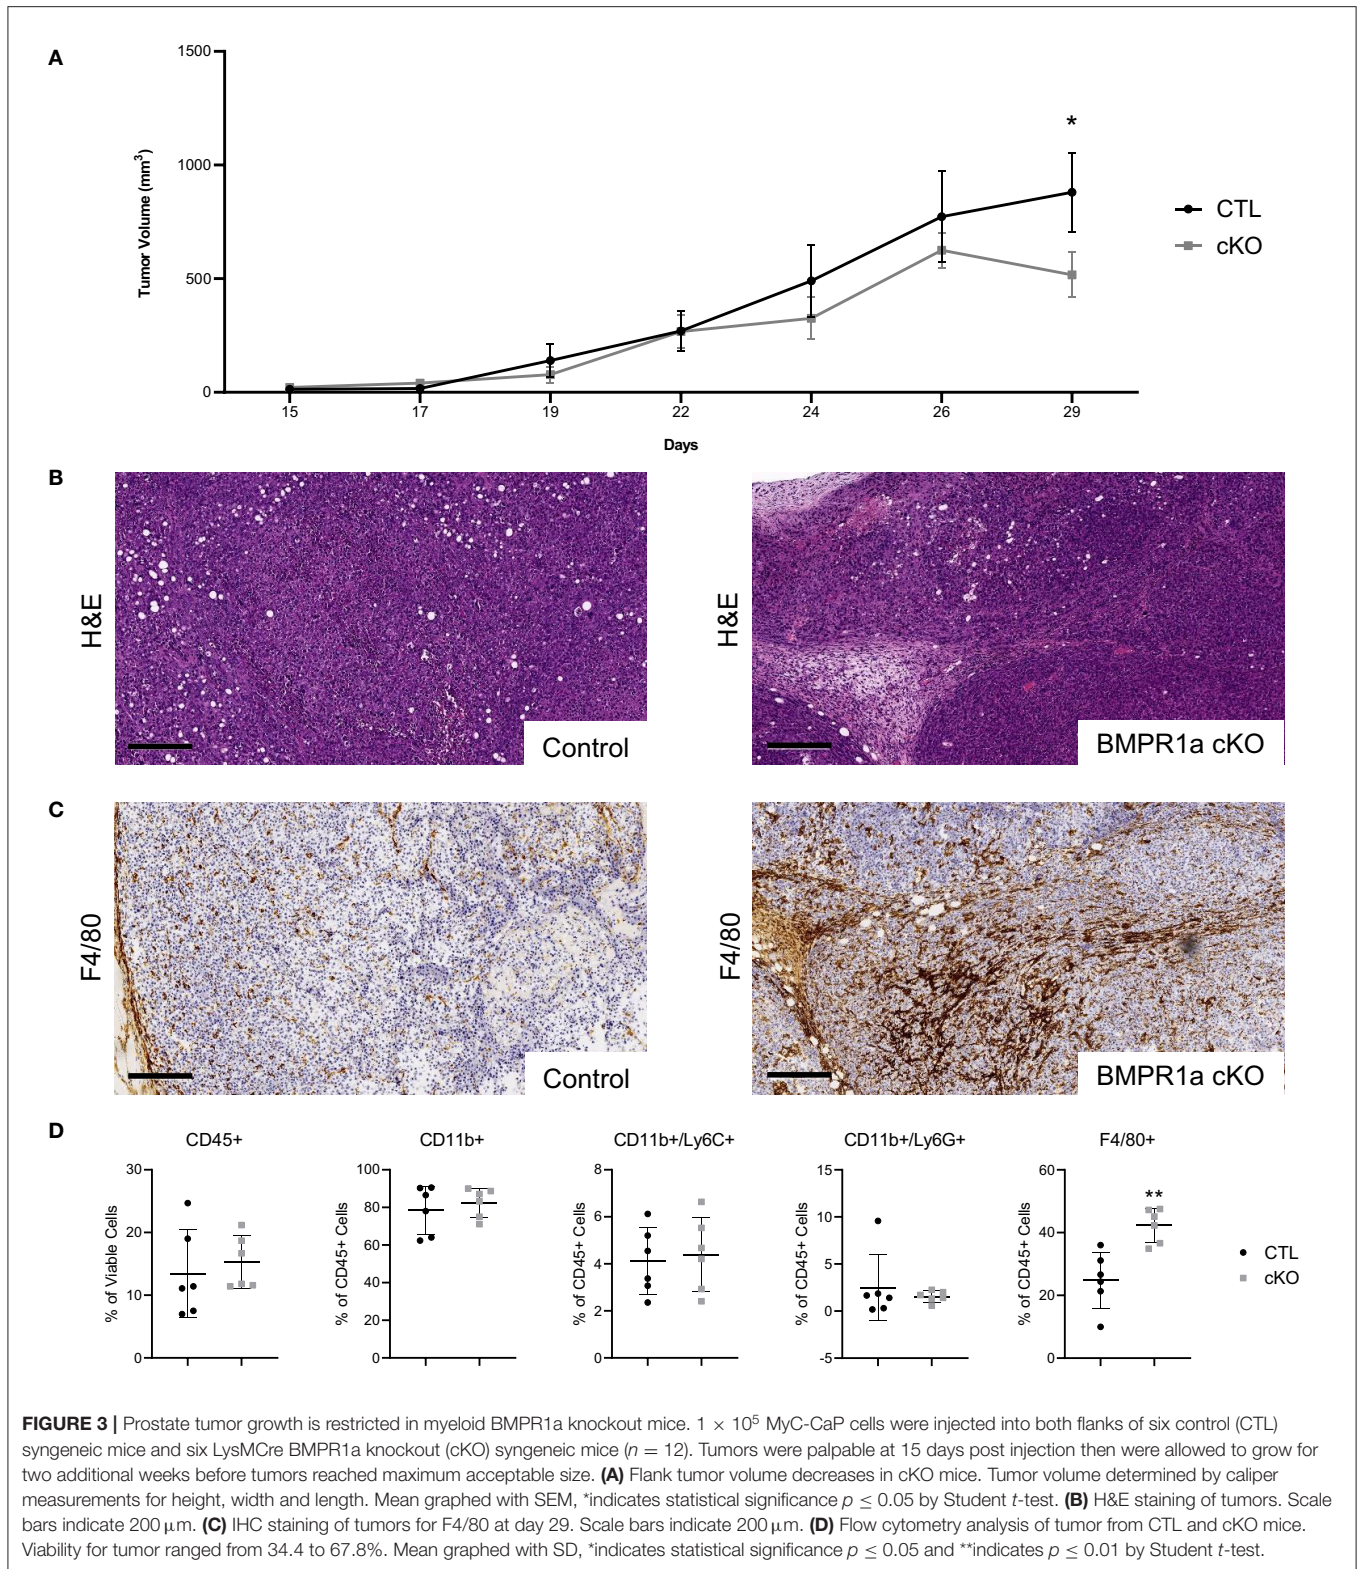 A
1500
1000
500
0
Tumor Volume (mm³)
*
CTL
cKO
15 17 19 22 24 26 29
Days
B
H&E
Control
H&E
BMPR1a cKO
C
F4/80
Control
F4/80
BMPR1a cKO
D
CD45+
30
20
10
0
% of Viable Cells
CD11b+
100
80
60
40
20
0
% of CD45+ Cells
CD11b+/Ly6C+
8
6
4
2
0
% of CD45+ Cells
CD11b+/Ly6G+
15
10
5
0
-5
% of CD45+ Cells
F4/80+
60
40
20
0
% of CD45+ Cells
**
CTL
cKO
FIGURE 3 | Prostate tumor growth is restricted in myeloid BMPR1a knockout mice. 1 × 10⁵ MyC-CaP cells were injected into both flanks of six control (CTL)
syngeneic mice and six LysMCre BMPR1a knockout (cKO) syngeneic mice (n = 12). Tumors were palpable at 15 days post injection then were allowed to grow for
two additional weeks before tumors reached maximum acceptable size. (A) Flank tumor volume decreases in cKO mice. Tumor volume determined by caliper
measurements for height, width and length. Mean graphed with SEM, *indicates statistical significance p ≤ 0.05 by Student t-test. (B) H&E staining of tumors. Scale
bars indicate 200 μm. (C) IHC staining of tumors for F4/80 at day 29. Scale bars indicate 200 μm. (D) Flow cytometry analysis of tumor from CTL and cKO mice.
Viability for tumor ranged from 34.4 to 67.8%. Mean graphed with SD, *indicates statistical significance p ≤ 0.05 and **indicates p ≤ 0.01 by Student t-test.